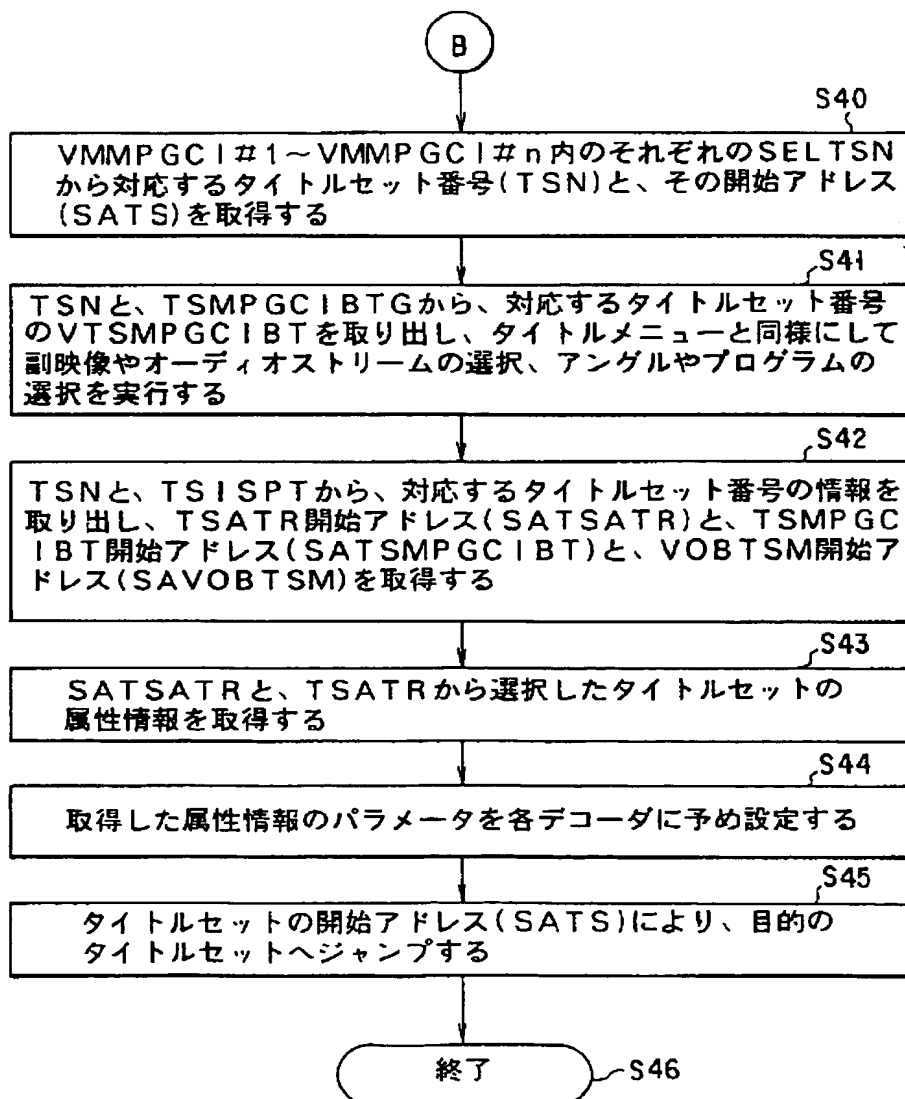 B
S40
VMMPGCI#1～VMMPGCI#n内のそれぞれのSELTSN
から対応するタイトルセット番号(TSN)と、その開始アドレス
(SATS)を取得する
S41
TSNと、TSMPGCIBTGから、対応するタイトルセット番号
のVTSMPGCIBTを取り出し、タイトルメニューと同様にして
副映像やオーディオストリームの選択、アングルやプログラムの
選択を実行する
S42
TSNと、TSISPTから、対応するタイトルセット番号の情報を
取り出し、TSATR開始アドレス(SATSATR)と、TSMPGC
IBT開始アドレス(SATSMPGCIBT)と、VOBTSM開始ア
ドレス(SAVOBTSM)を取得する
S43
SATSATRと、TSATRから選択したタイトルセットの
属性情報を取得する
S44
取得した属性情報のパラメータを各デコーダに予め設定する
S45
タイトルセットの開始アドレス(SATS)により、目的の
タイトルセットへジャンプする
終了
S46